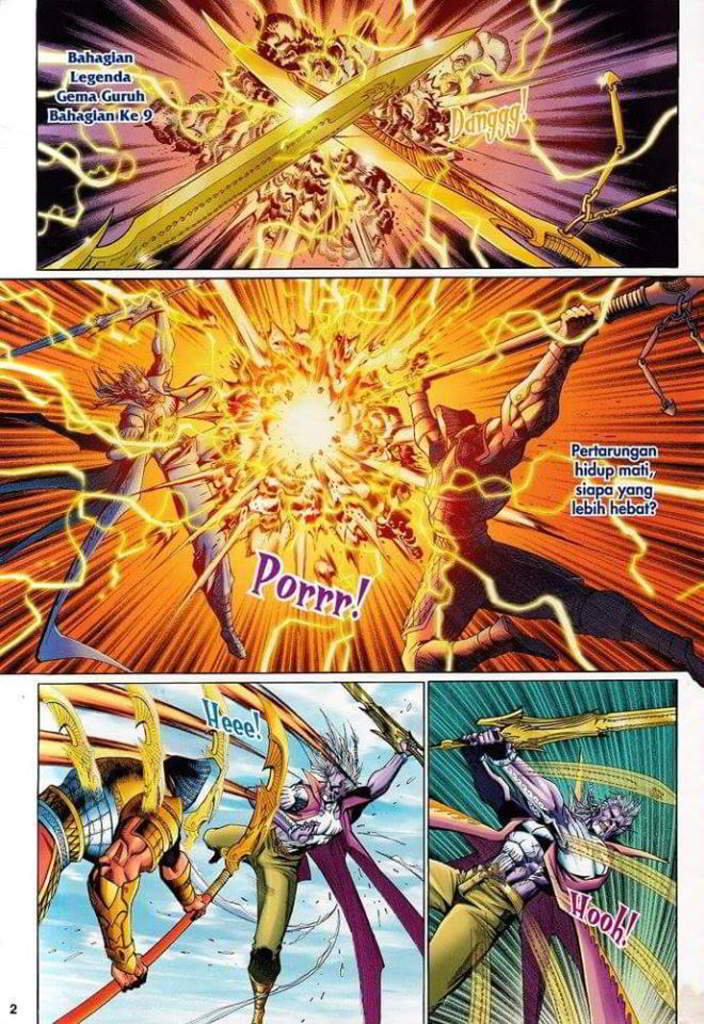 Bahagian
Legenda
Gema Guruh
Bahagian Ke 9
Danggg!
Pertarungan
hidup mati,
siapa yang
lebih hebat?
Porrr!
Heee!
Hooh!
2